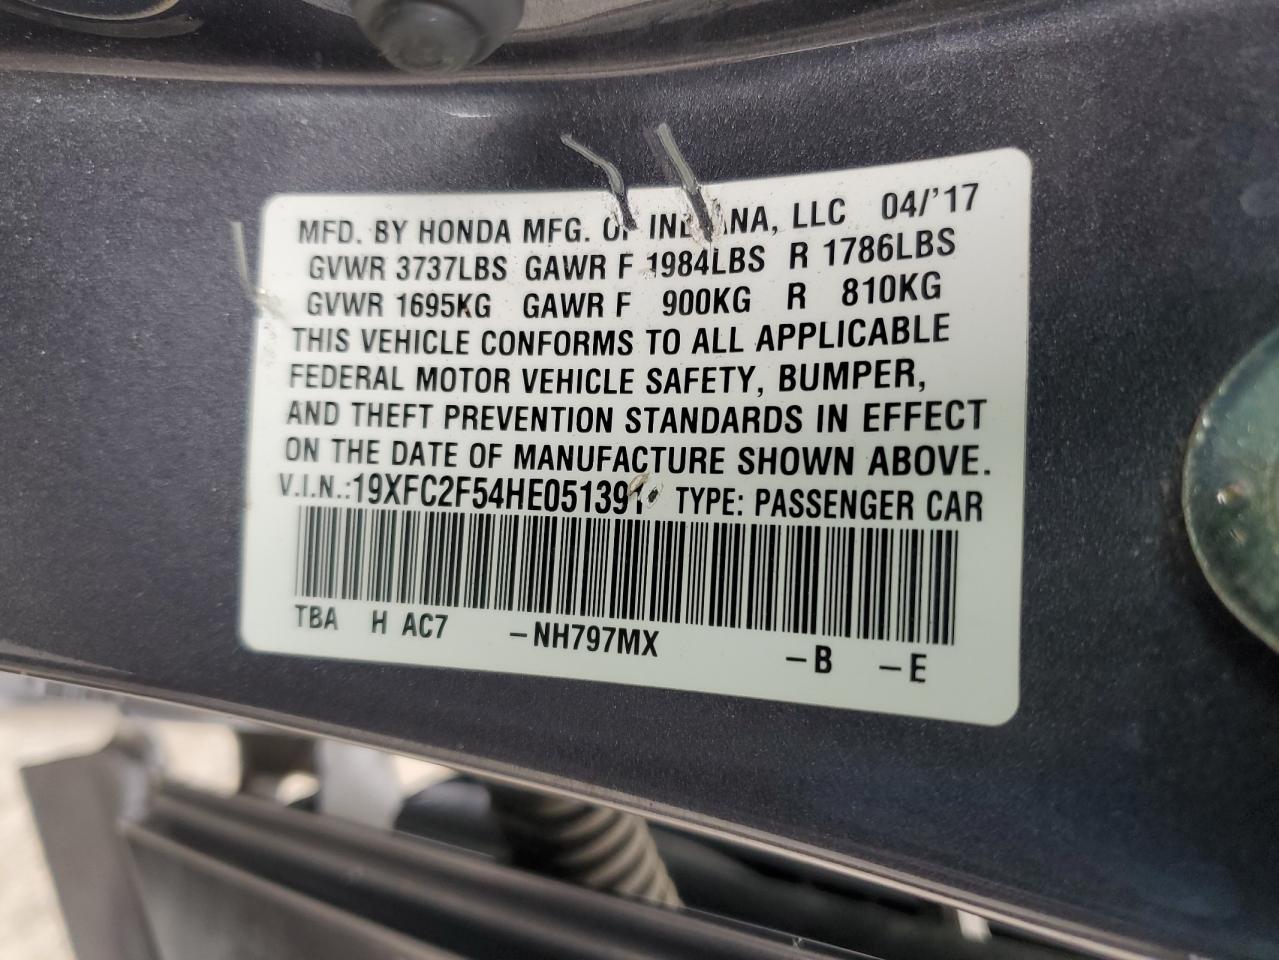 MFD. BY HONDA MFG. OF INDIANA, LLC 04/'17
GVWR 3737LBS GAWR F 1984LBS R 1786LBS
GVWR 1695KG GAWR F 900KG R 810KG
THIS VEHICLE CONFORMS TO ALL APPLICABLE
FEDERAL MOTOR VEHICLE SAFETY, BUMPER,
AND THEFT PREVENTION STANDARDS IN EFFECT
ON THE DATE OF MANUFACTURE SHOWN ABOVE.
V.I.N.:19XFC2F54HE051391 TYPE: PASSENGER CAR
TBA H AC7 -NH797MX -B -E